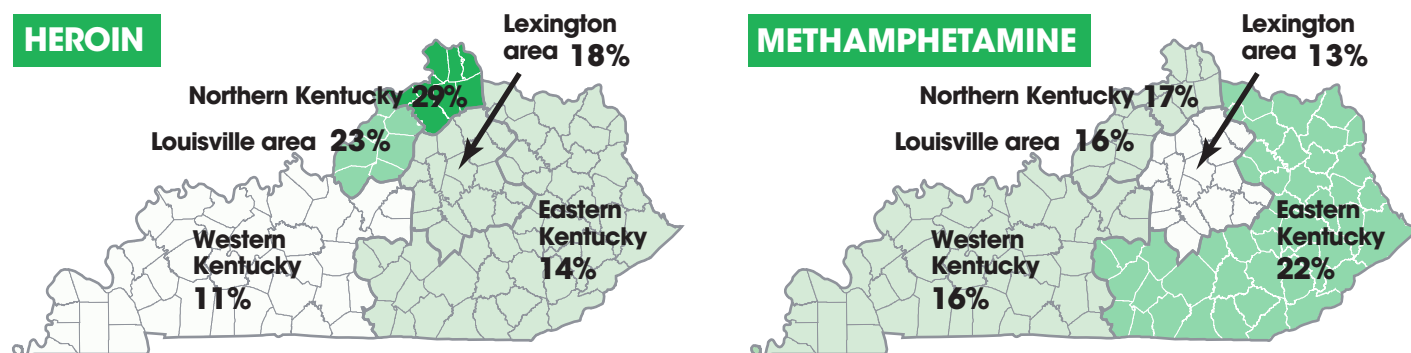 HEROIN
Lexington
area 18%
Northern Kentucky 29%
Louisville area 23%
Western
Kentucky
11%
Eastern
Kentucky
14%
METHAMPHETAMINE
Lexington
area 13%
Northern Kentucky 17%
Louisville area 16%
Western
Kentucky
16%
Eastern
Kentucky
22%